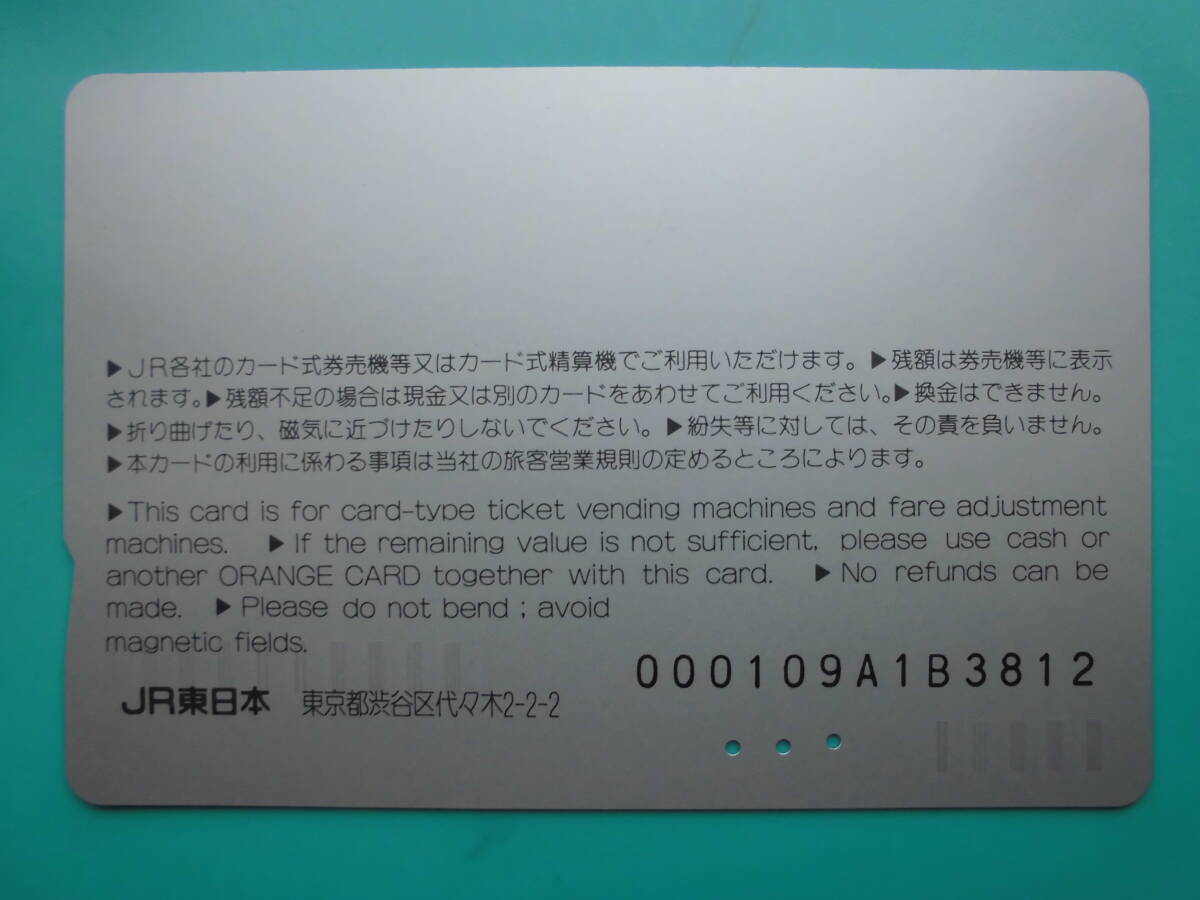 ▶JR各社のカード式券売機等又はカード式精算機でご利用いただけます。▶残額は券売機等に表示
されます。▶残額不足の場合は現金又は別のカードをあわせてご利用ください。▶換金はできません。
▶折り曲げたり、磁気に近づけたりしないでください。▶紛失等に対しては、その責を負いません。
▶本カードの利用に係わる事項は当社の旅客営業規則の定めるところによります。
▶This card is for card-type ticket vending machines and fare adjustment
machines. ▶If the remaining value is not sufficient, please use cash or
another ORANGE CARD together with this card. ▶No refunds can be
made. ▶Please do not bend; avoid
magnetic fields.
000109A1B3812
JR東日本 東京都渋谷区代々木2-2-2